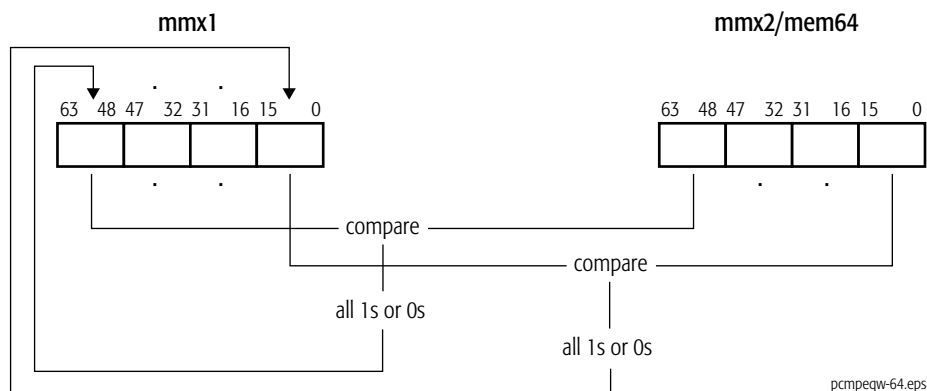 mmx1 mmx2/mem64
. .
63 48 47 32 31 16 15 0 63 48 47 32 31 16 15 0
. . . .
compare
compare
all 1s or 0s
all 1s or 0s
pcmpeqw-64.eps